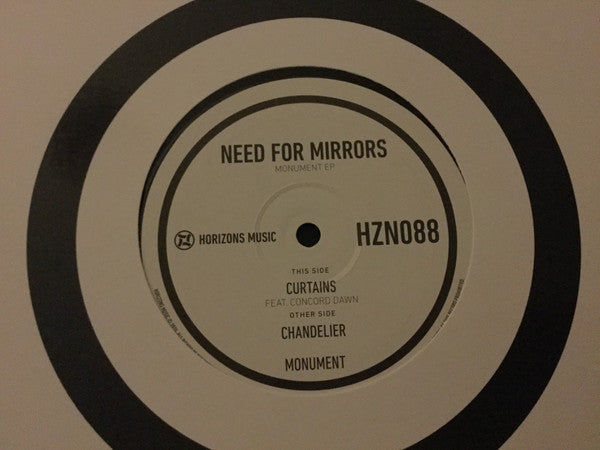 NEED FOR MIRRORS
MONUMENT EP
HORIZONS MUSIC
HZN088
THIS SIDE
CURTAINS
FEAT. CONCORD DAWN
OTHER SIDE
CHANDELIER
MONUMENT